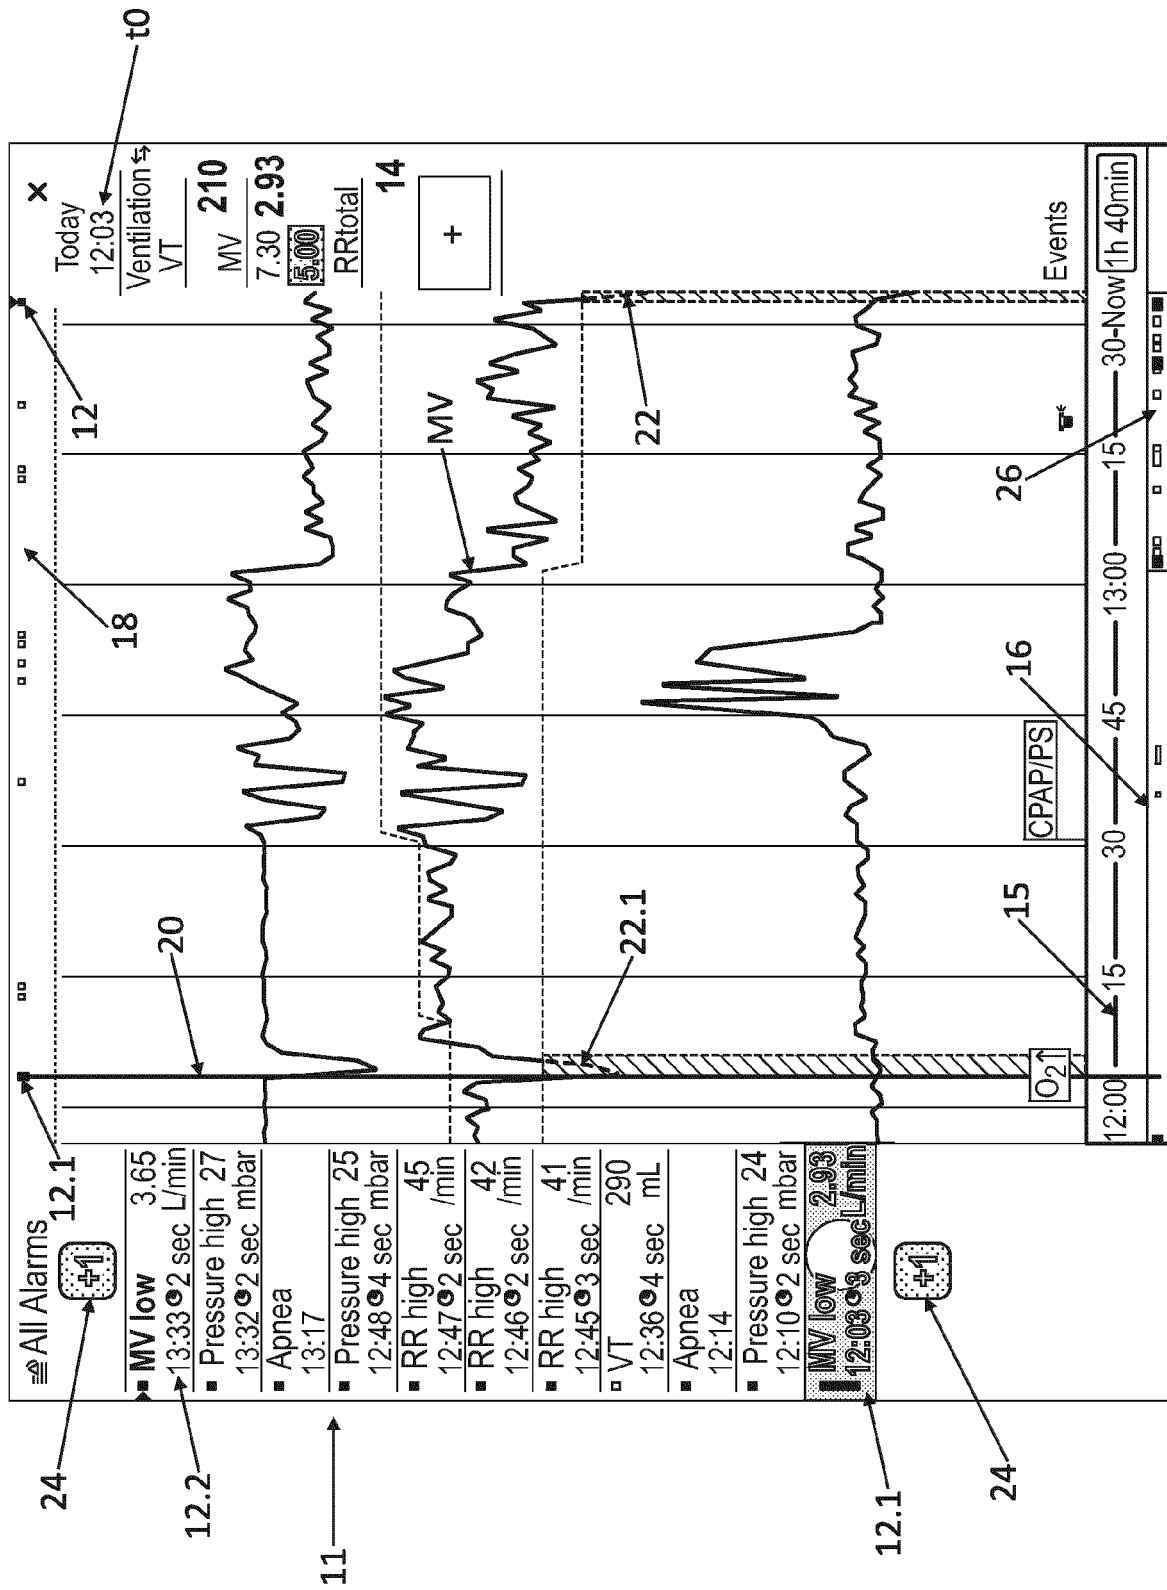 All Alarms
+1
MV low 3.65
13:33 2 sec L/min
Pressure high 27
13:32 2 sec mbar
Apnea
13:17
Pressure high 25
12:48 4 sec mbar
RR high 45
12:47 2 sec /min
RR high 42
12:46 2 sec /min
RR high 41
12:45 3 sec /min
VT 290
12:36 4 sec mL
Apnea
12:14
Pressure high 24
12:10 2 sec mbar
MV low 2.93
12:03 3 sec L/min
+1
24
12.2
11
12.1
24
12.1
20
18
12
MV
22
22.1
15
16
26
O2↑
CPAP/PS
12:00 15 30 45 13:00 15 30 Now 1h 40min
×
Today
12:03
t0
Ventilation ⇆
VT
210
MV
7.30 2.93
5.00
RRtotal
14
+
Events